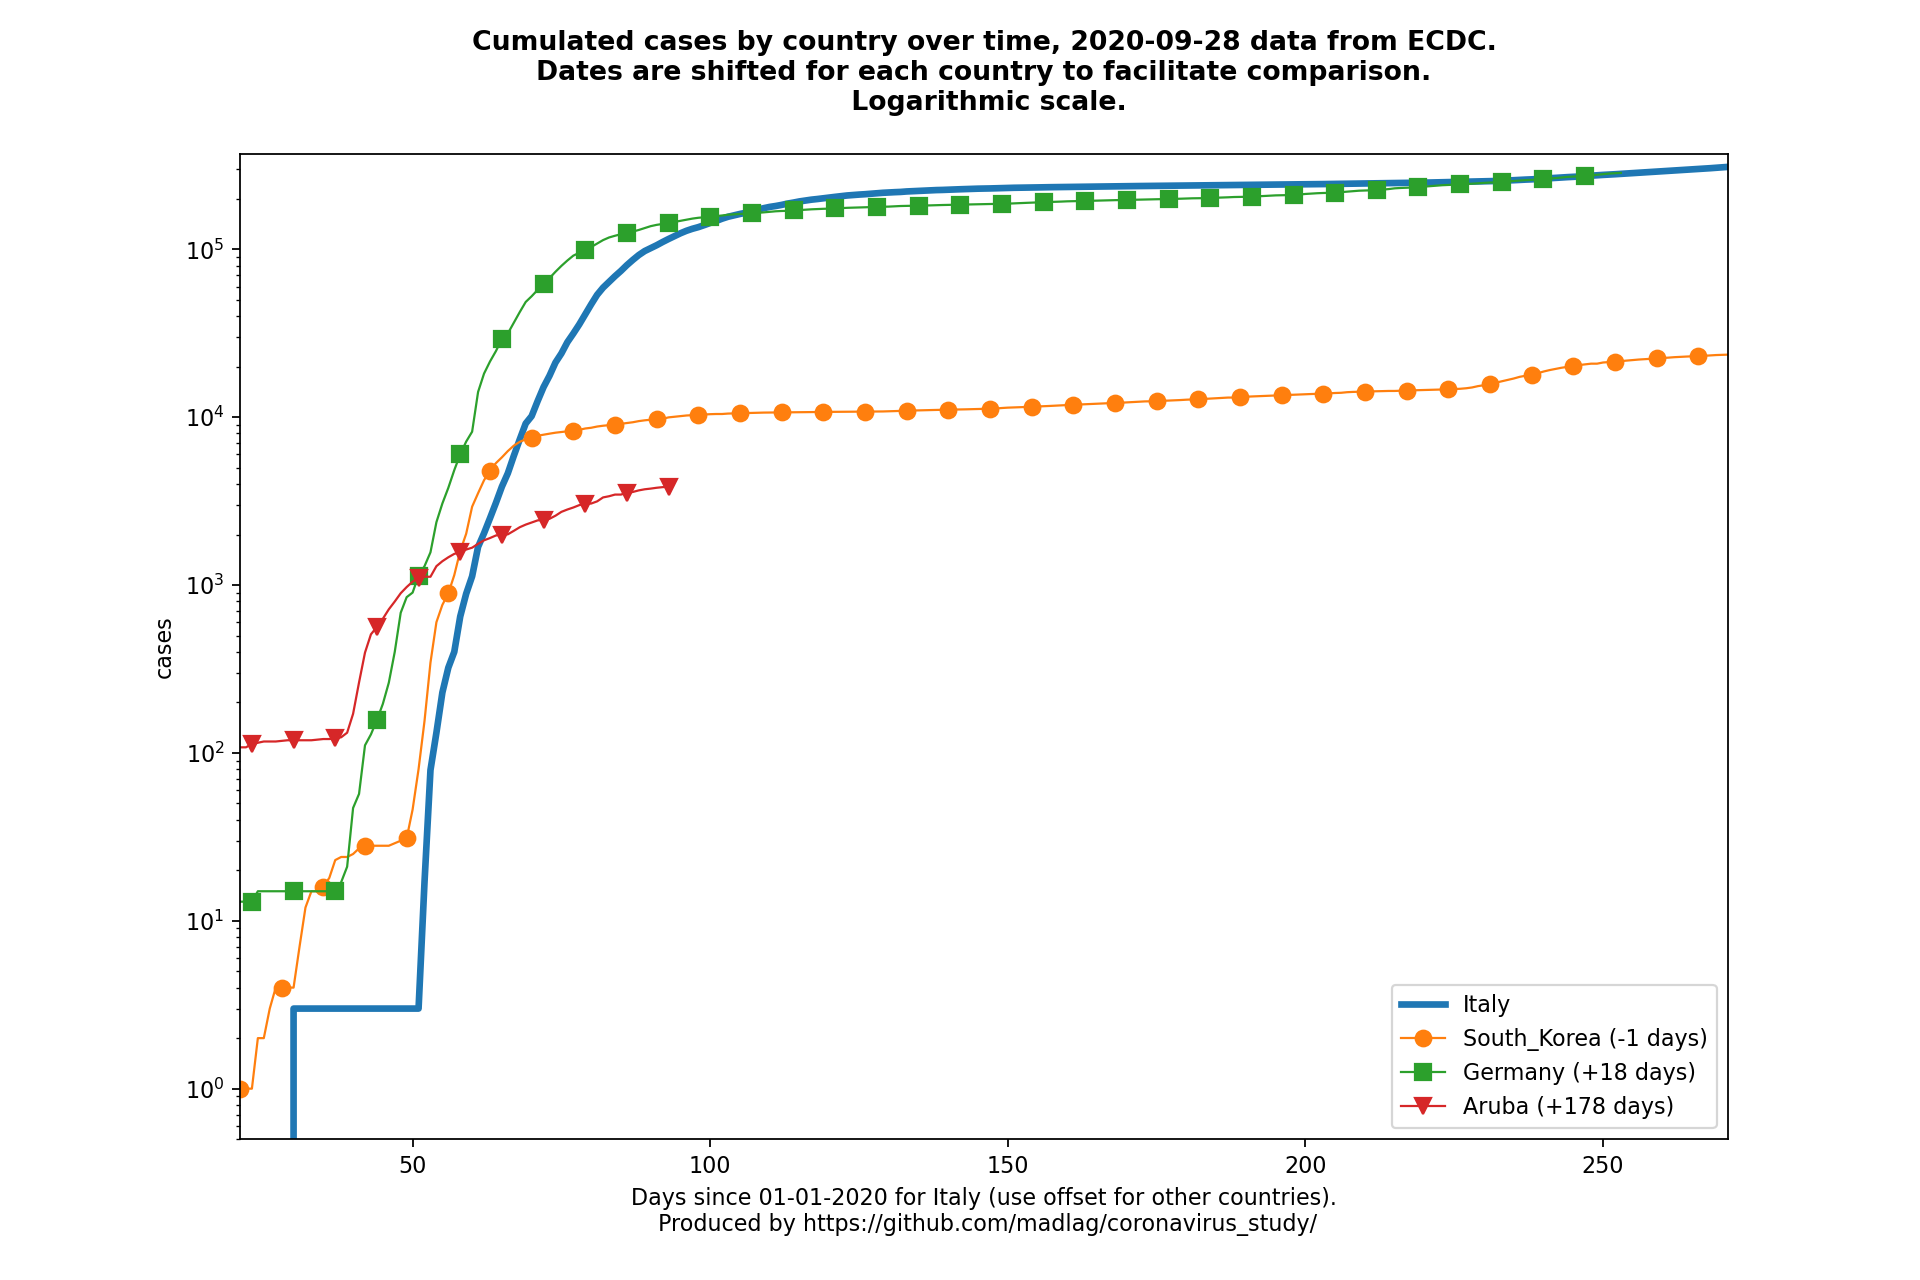 Cumulated cases by country over time, 2020-09-28 data from ECDC.
Dates are shifted for each country to facilitate comparison.
Logarithmic scale.
cases
10^5
10^4
10^3
10^2
10^1
10^0
50
100
150
200
250
Italy
South_Korea (-1 days)
Germany (+18 days)
Aruba (+178 days)
Days since 01-01-2020 for Italy (use offset for other countries).
Produced by https://github.com/madlag/coronavirus_study/